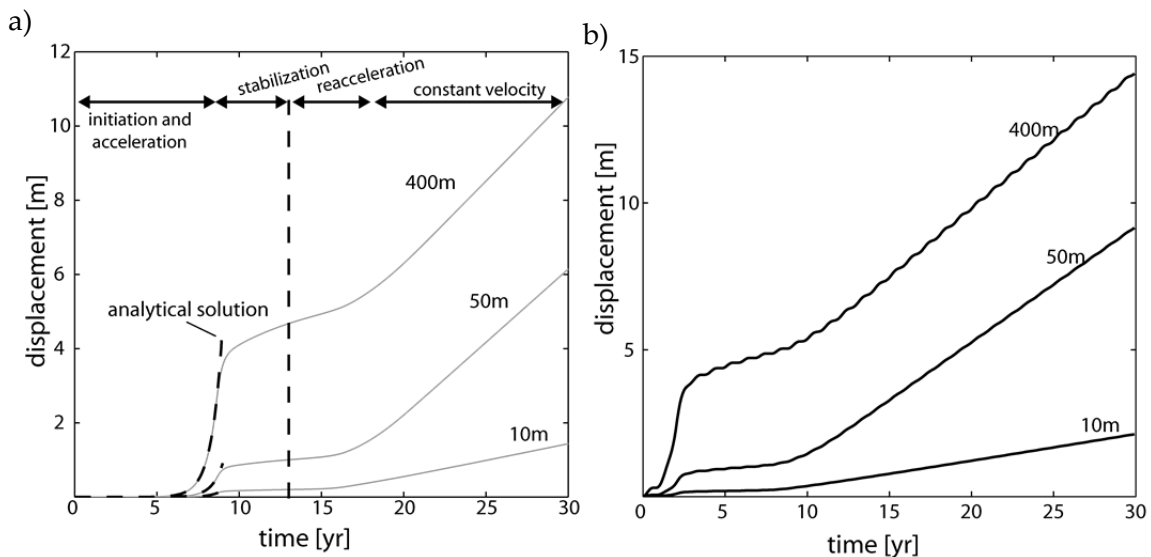 a)
12
10
8
6
4
2
displacement [m]
stabilization
reacceleration
constant velocity
initiation and
acceleration
400m
analytical solution
50m
10m
0
5
10
15
20
25
30
time [yr]
b)
15
10
5
displacement [m]
400m
50m
10m
0
5
10
15
20
25
30
time [yr]